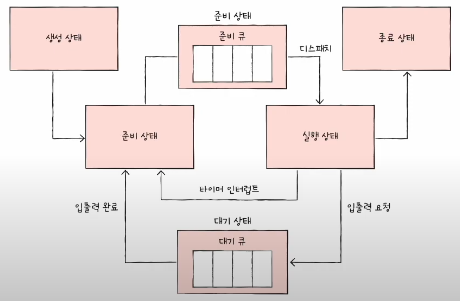 준비 상태
생성 상태
준비 큐
종료 상태
디스패치
준비 상태
실행 상태
타이머 인터럽트
입출력 완료
입출력 요청
대기 상태
대기 큐